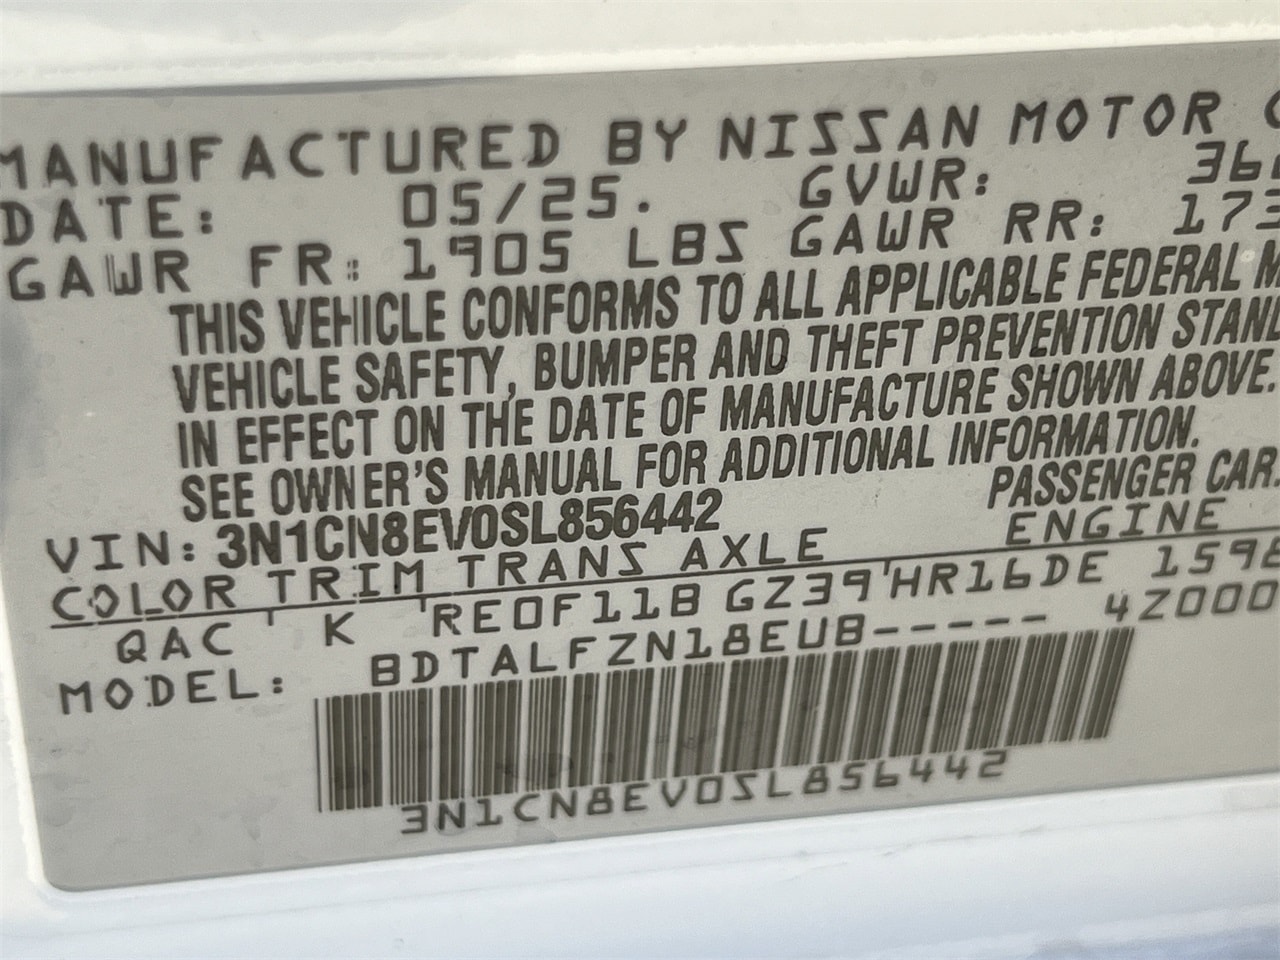 MANUFACTURED BY NISSAN MOTOR
DATE: 05/25. GVWR:
GAWR FR: 1905 LBS GAWR RR: 173
THIS VEHICLE CONFORMS TO ALL APPLICABLE FEDERAL
VEHICLE SAFETY, BUMPER AND THEFT PREVENTION
IN EFFECT ON THE DATE OF MANUFACTURE SHOWN ABOVE.
SEE OWNER'S MANUAL FOR ADDITIONAL INFORMATION.
PASSENGER CAR.
VIN: 3N1CN8EV0SL856442
COLOR TRIM TRANS AXLE ENGINE
QAC K RE0F11B GZ39 HR16DE 1598
MODEL: BDTALFZN18EUB----- 4Z000
3N1CN8EV0SL856442